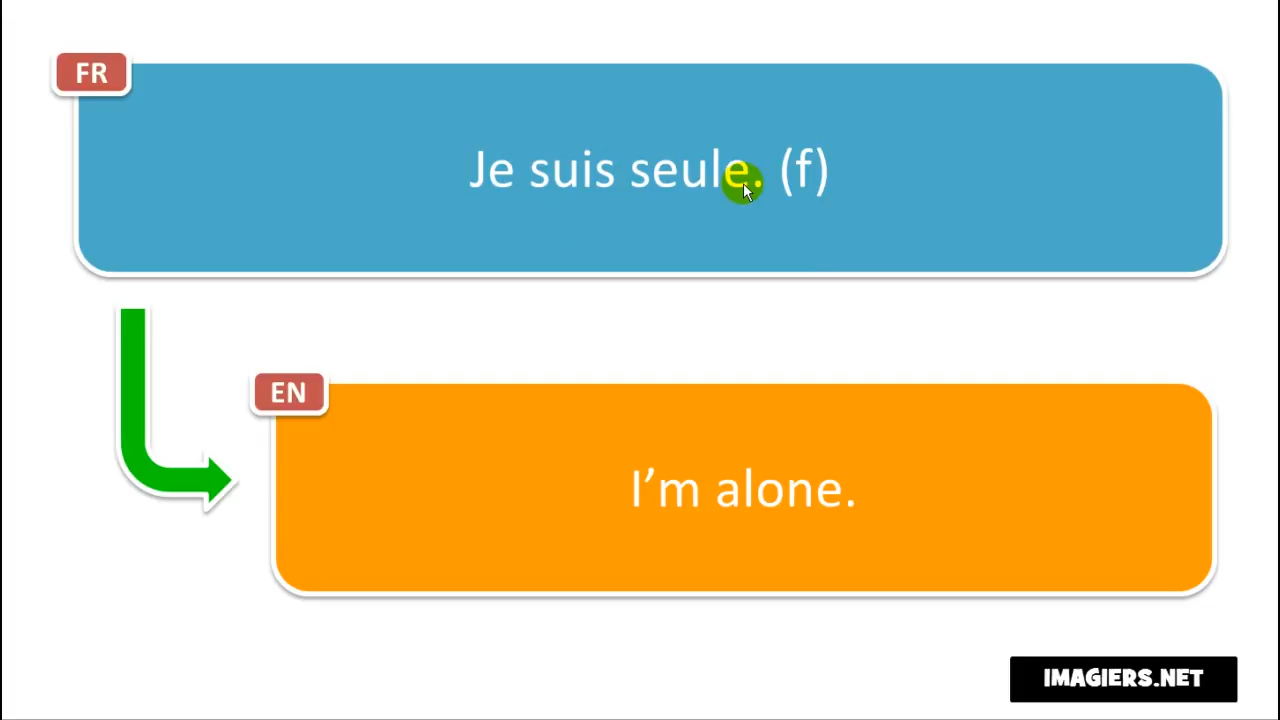 FR
Je suis seule. (f)
EN
I’m alone.
IMAGIERS.NET